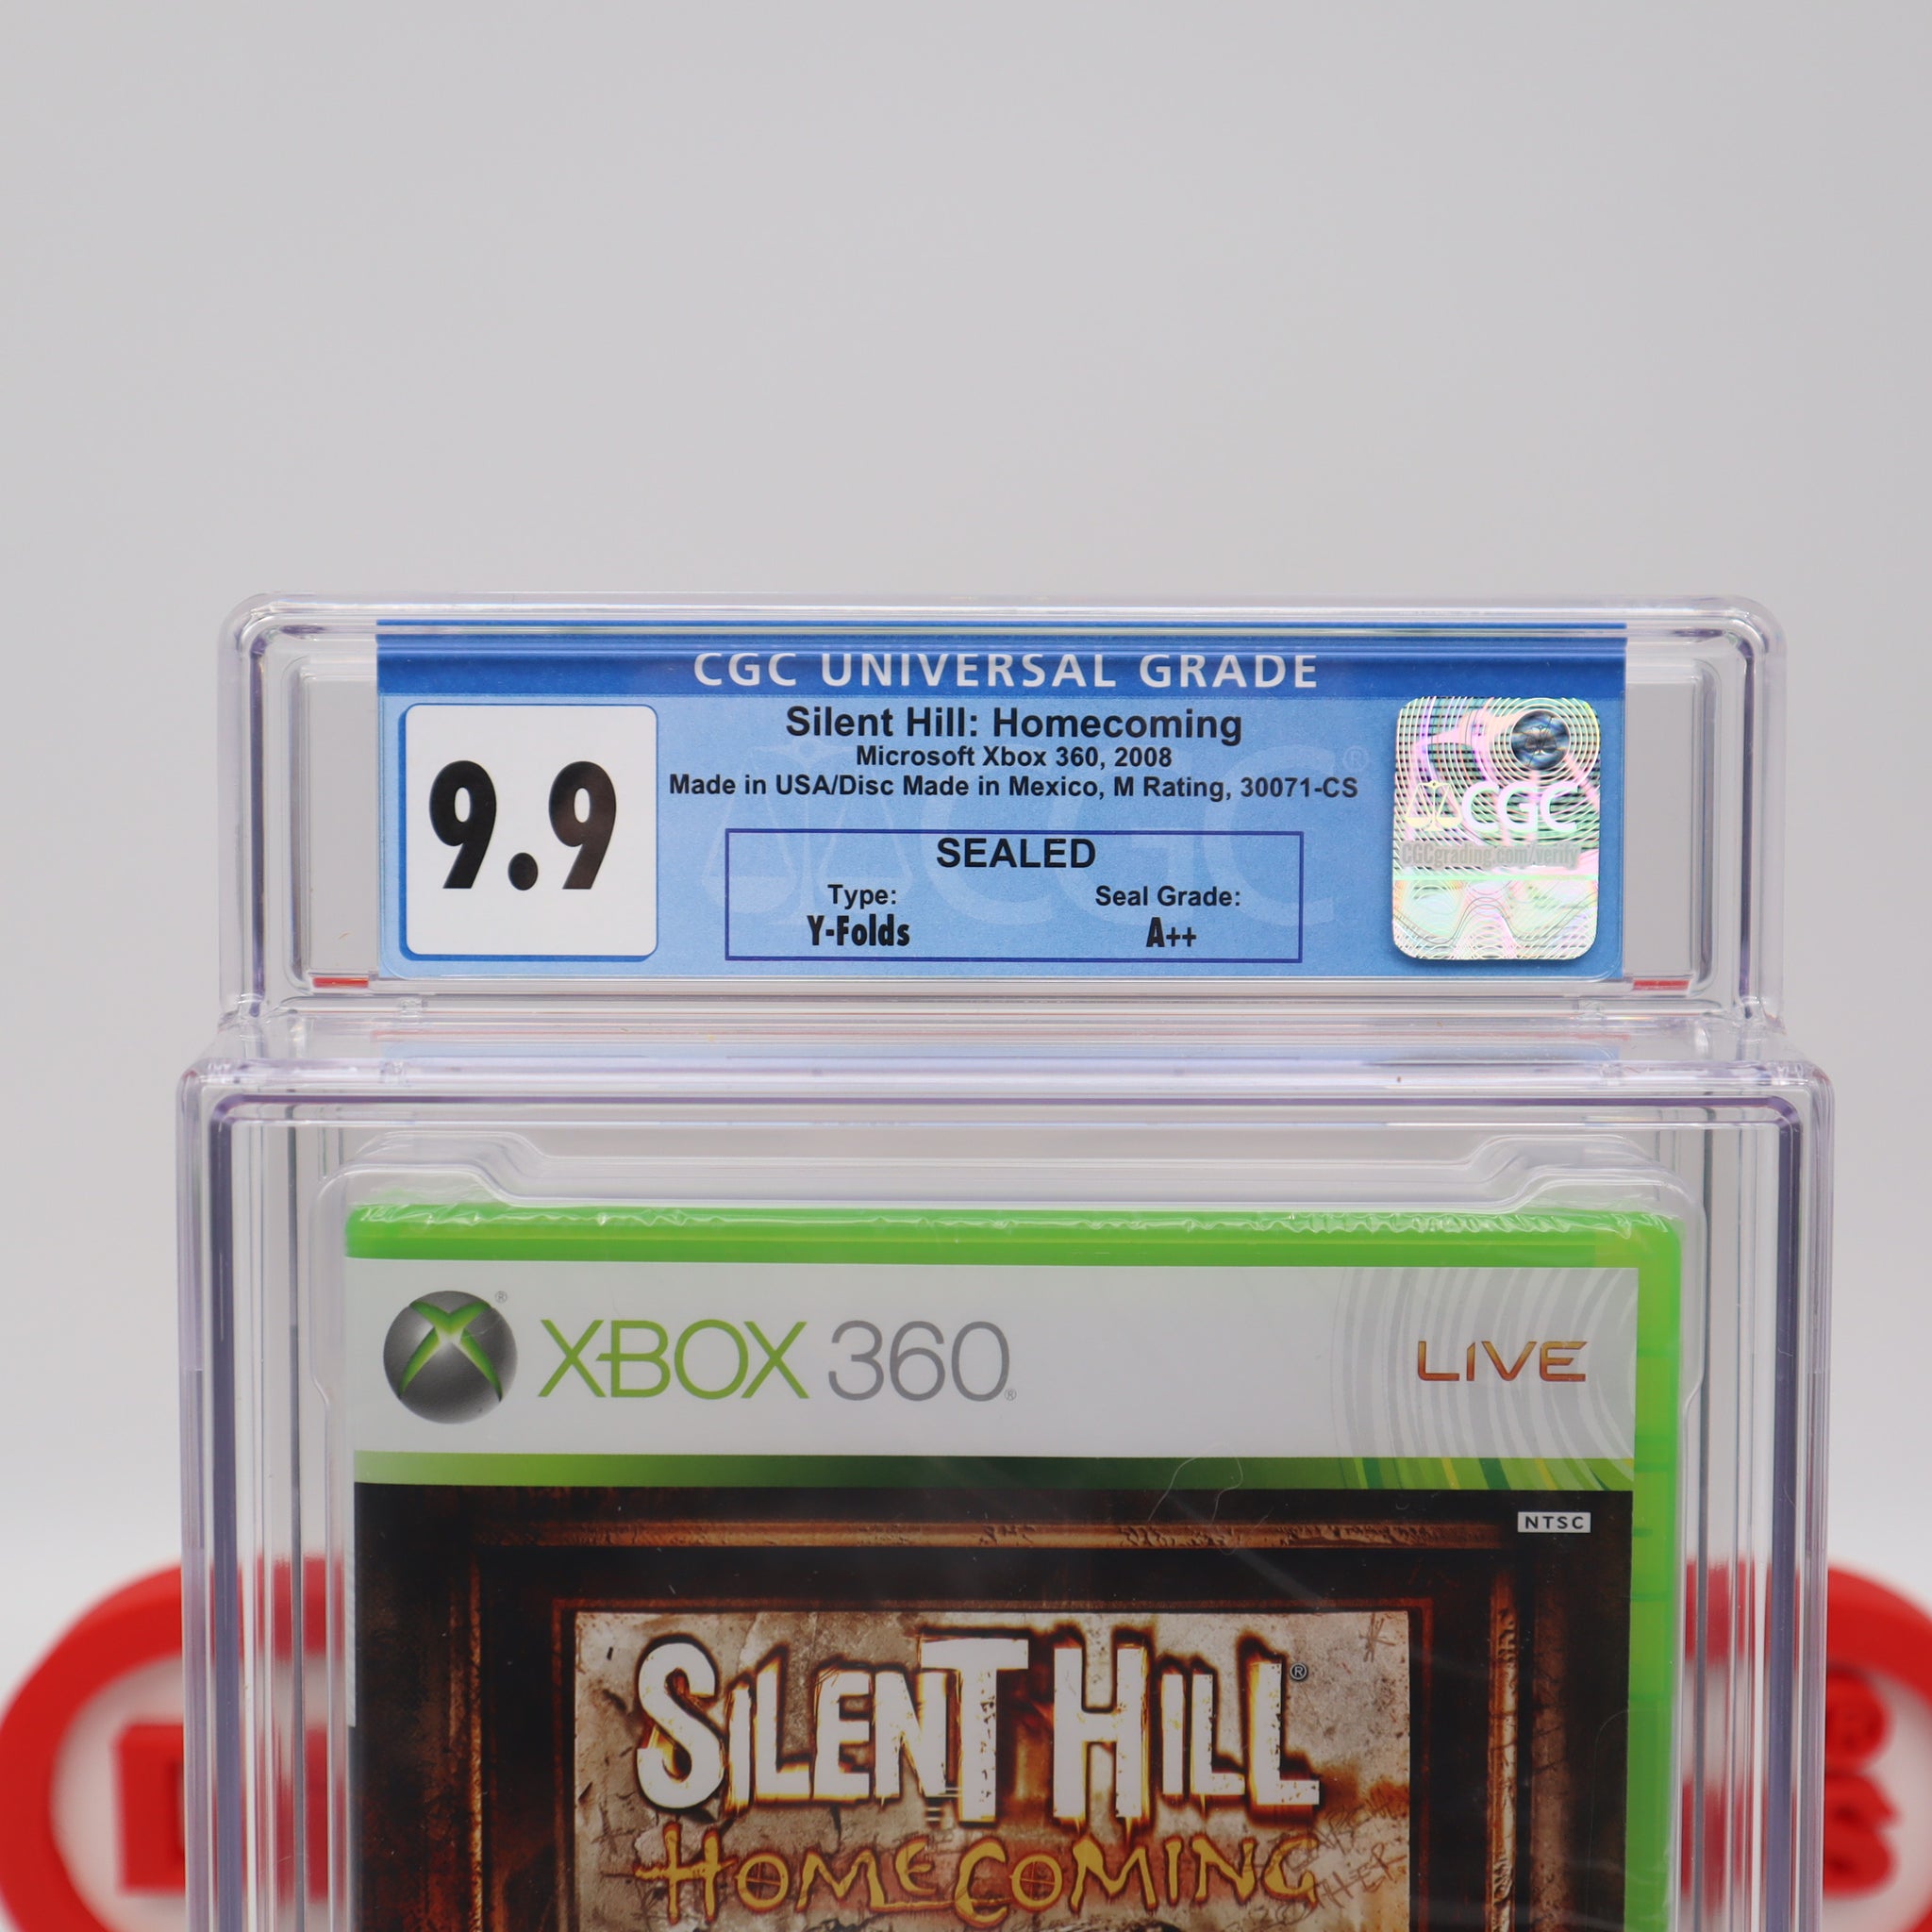 CGC UNIVERSAL GRADE
9.9
Silent Hill: Homecoming
Microsoft Xbox 360, 2008
Made in USA/Disc Made in Mexico, M Rating, 30071-CS
SEALED
Type: Seal Grade:
Y-Folds A++
CGC
CGCgrading.com/verify
CGC®
XBOX 360® LIVE
NTSC
SILENT HILL®
HOMECOMING